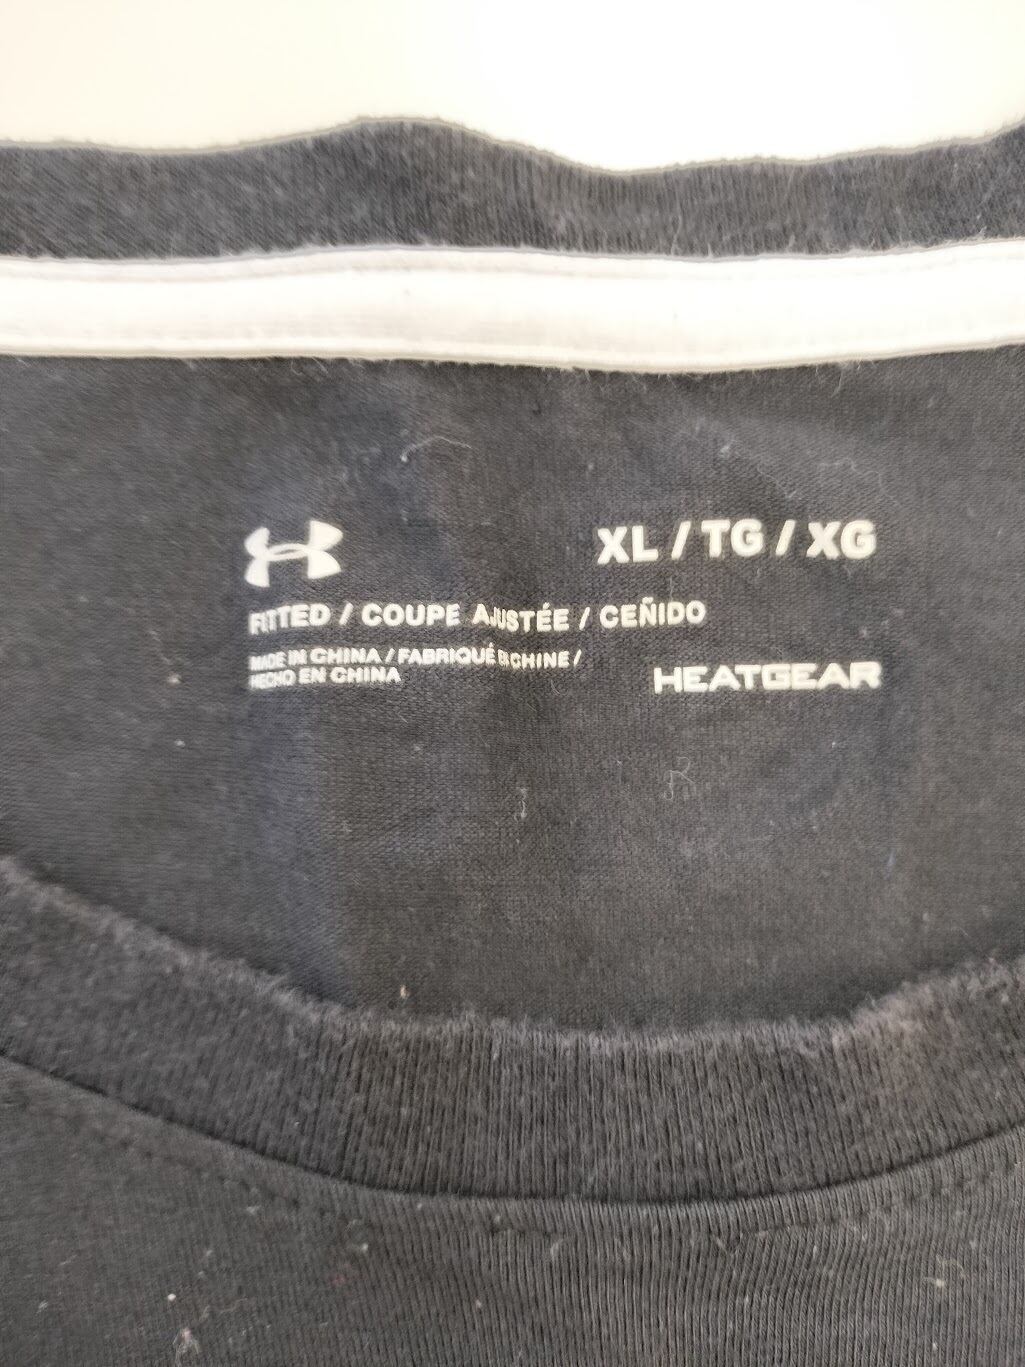 XL / TG / XG
FITTED / COUPE AJUSTÉE / CEÑIDO
MADE IN CHINA / FABRIQUÉ EN CHINE /
HECHO EN CHINA
HEATGEAR